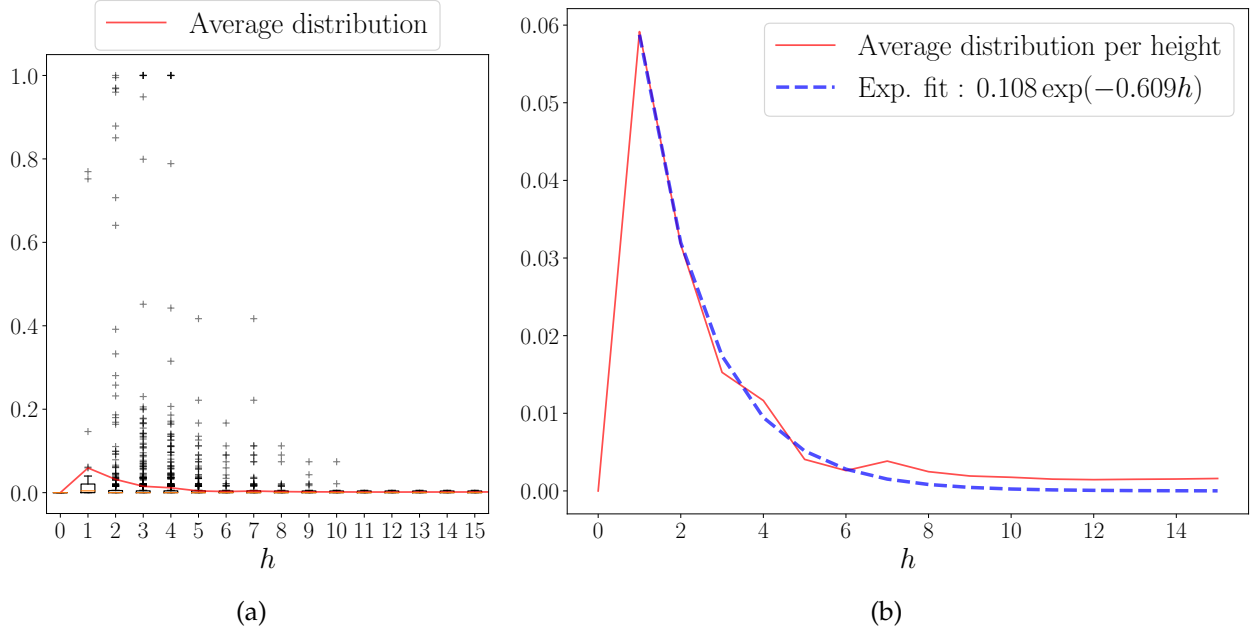 Average distribution
1.0
0.8
0.6
0.4
0.2
0.0
0 1 2 3 4 5 6 7 8 9 10 11 12 13 14 15
h
(a)
Average distribution per height
Exp. fit : 0.108 exp(−0.609h)
0.06
0.05
0.04
0.03
0.02
0.01
0.00
0 2 4 6 8 10 12 14
h
(b)